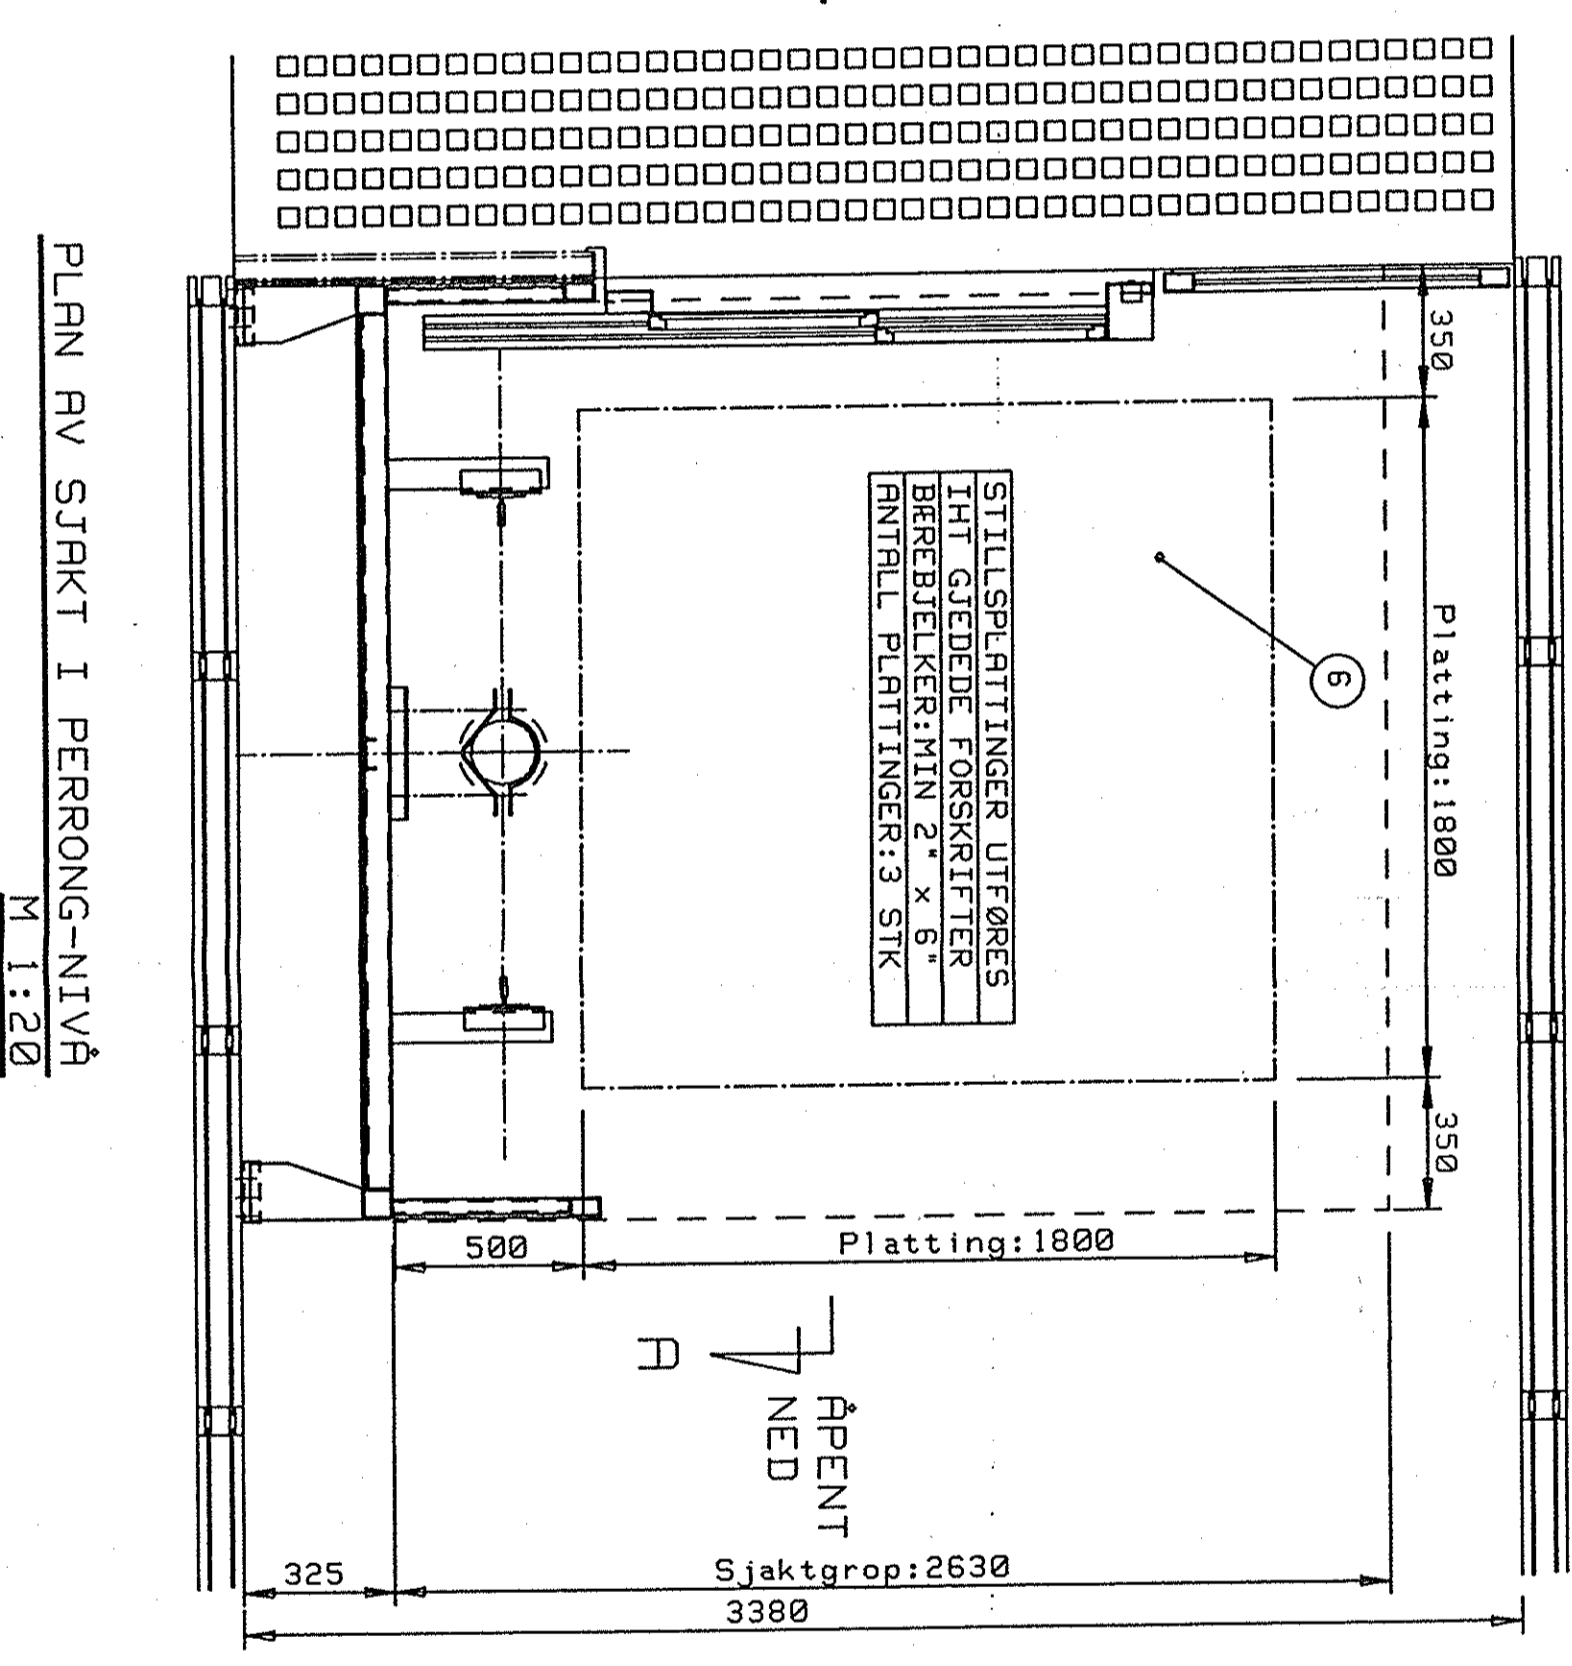 PLAN AV SJAKT I PERRONG-NIVÅ
M 1:20
STILLSPLATTINGER UTFØRES
IHT GJEDEDE FORSKRIFTER
BÆREBJELKER:MIN 2" x 6"
ANTALL PLATTINGER:3 STK
6
350
Platting:1800
350
500
Platting:1800
A
ÅPENT
NED
325
Sjaktgrop:2630
3380